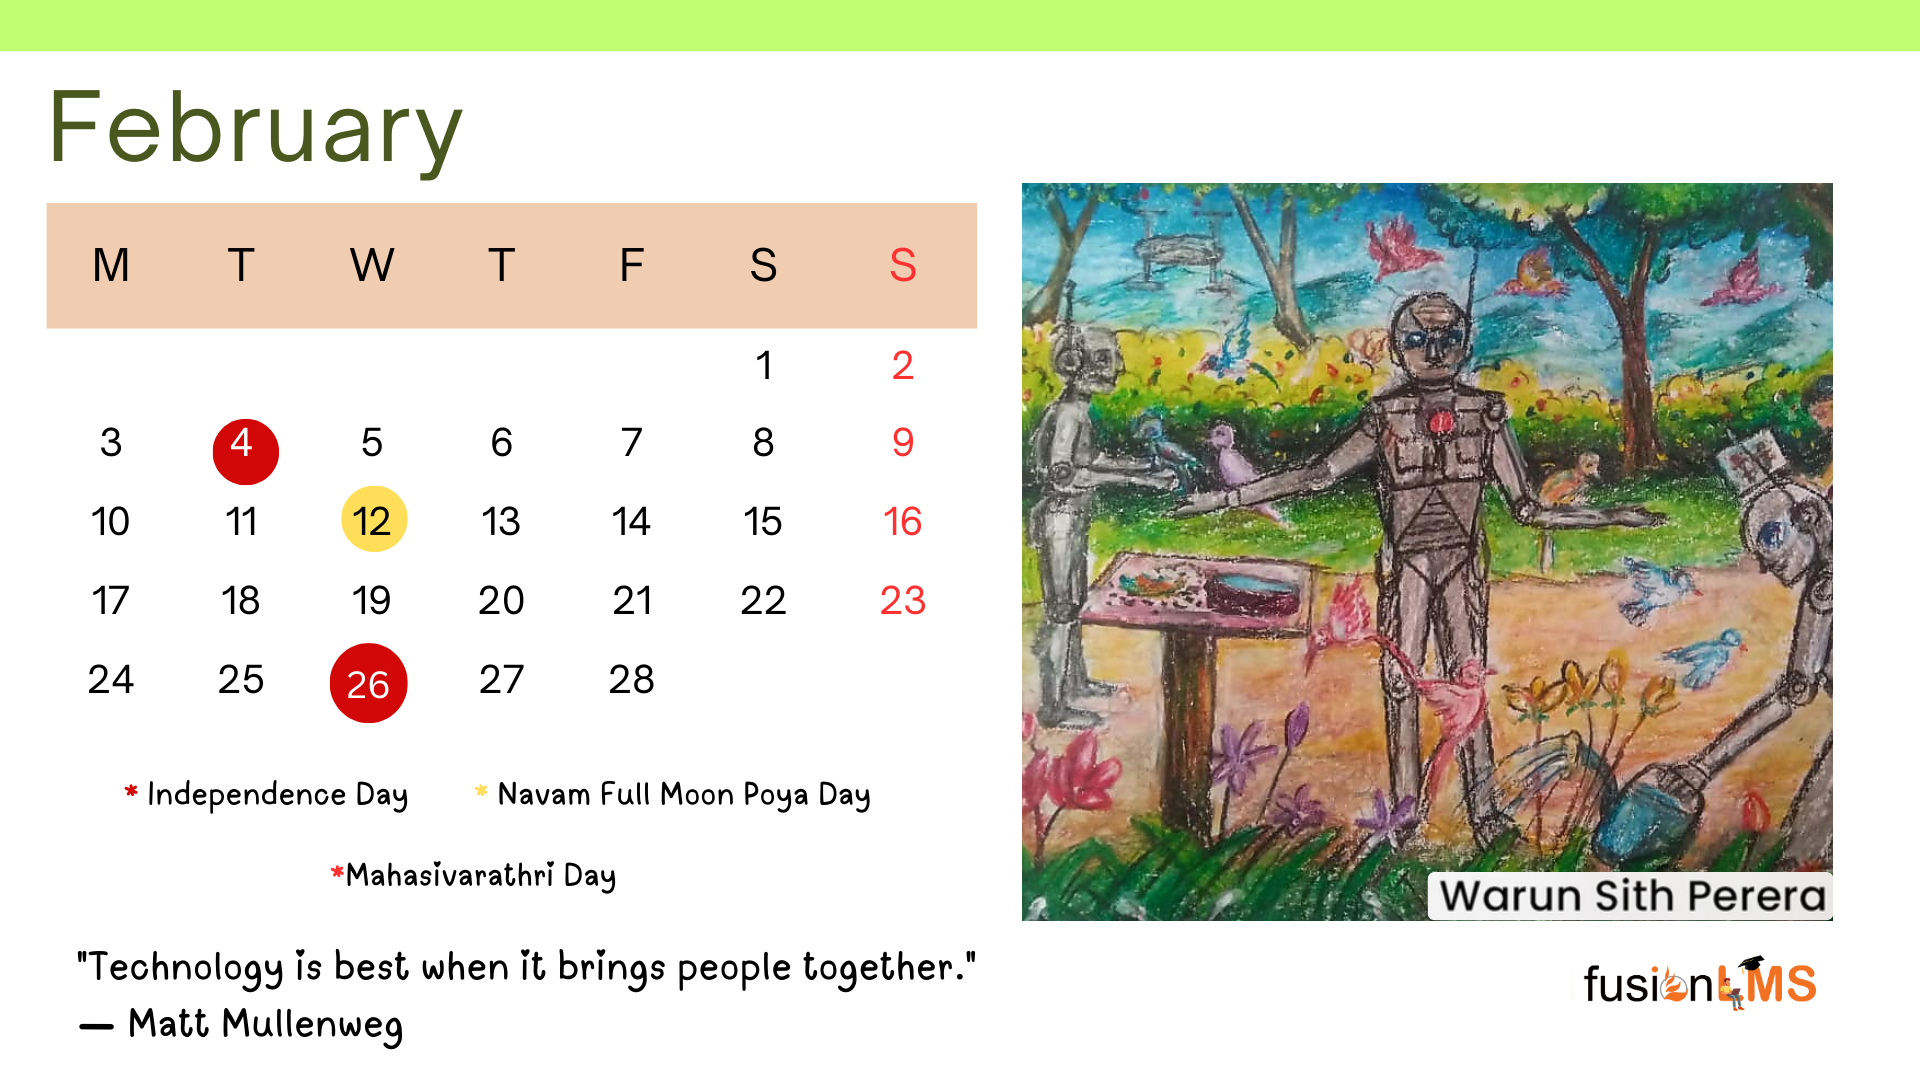 February
M T W T F S S
1 2
3 4 5 6 7 8 9
10 11 12 13 14 15 16
17 18 19 20 21 22 23
24 25 26 27 28
* Independence Day * Navam Full Moon Poya Day
*Mahasivarathri Day
"Technology is best when it brings people together."
— Matt Mullenweg
Warun Sith Perera
fusionLMS